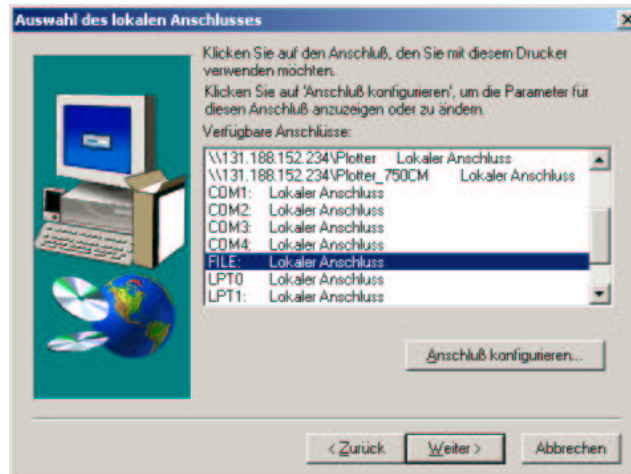 Auswahl des lokalen Anschlusses
Klicken Sie auf den Anschluß, den Sie mit diesem Drucker
verwenden möchten.
Klicken Sie auf 'Anschluß konfigurieren', um die Parameter für
diesen Anschluß anzuzeigen oder zu ändern.
Verfügbare Anschlüsse:
\\131.188.152.234\Plotter Lokaler Anschluss
\\131.188.152.234\Plotter_750CM Lokaler Anschluss
COM1: Lokaler Anschluss
COM2: Lokaler Anschluss
COM3: Lokaler Anschluss
COM4: Lokaler Anschluss
FILE: Lokaler Anschluss
LPT0 Lokaler Anschluss
LPT1: Lokaler Anschluss
Anschluß konfigurieren...
< Zurück Weiter > Abbrechen